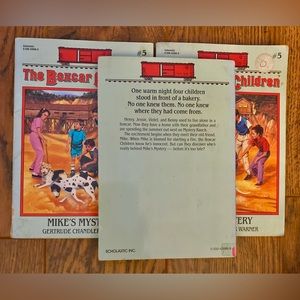 #5
The Boxcar
MIKE'S MYST
GERTRUDE CHANDLE
#5
Children
ERY
WARNER
One warm night four children
stood in front of a bakery.
No one knew them. No one knew
where they had come from.
Henry, Jessie, Violet, and Benny used to live alone in a
boxcar. Now they have a home with their grandfather and
are spending the summer out west on Mystery Ranch.
The excitement begins when they meet their old friend,
Mike. When Mike is blamed for starting a fire, the Boxcar
Children know he's innocent. But can they discover who's
really behind Mike's Mystery — before it's too late?
SCHOLASTIC INC.